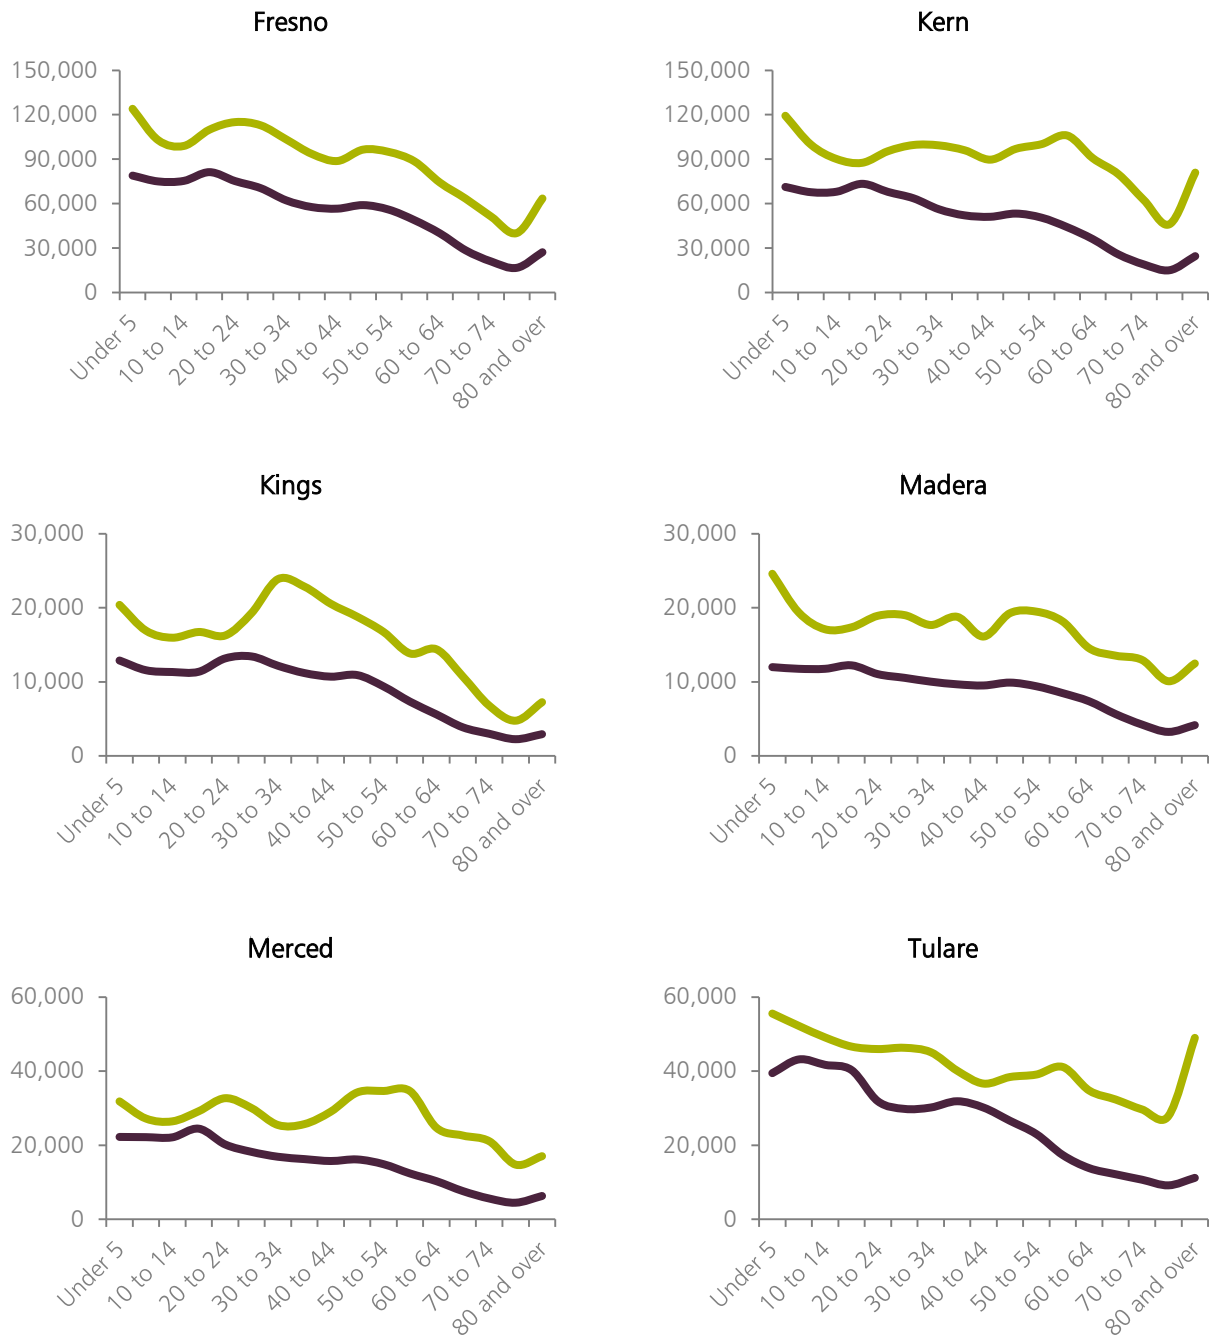 Fresno
150,000
120,000
90,000
60,000
30,000
0
Under 5
10 to 14
20 to 24
30 to 34
40 to 44
50 to 54
60 to 64
70 to 74
80 and over
Kern
150,000
120,000
90,000
60,000
30,000
0
Under 5
10 to 14
20 to 24
30 to 34
40 to 44
50 to 54
60 to 64
70 to 74
80 and over
Kings
30,000
20,000
10,000
0
Under 5
10 to 14
20 to 24
30 to 34
40 to 44
50 to 54
60 to 64
70 to 74
80 and over
Madera
30,000
20,000
10,000
0
Under 5
10 to 14
20 to 24
30 to 34
40 to 44
50 to 54
60 to 64
70 to 74
80 and over
Merced
60,000
40,000
20,000
0
Under 5
10 to 14
20 to 24
30 to 34
40 to 44
50 to 54
60 to 64
70 to 74
80 and over
Tulare
60,000
40,000
20,000
0
Under 5
10 to 14
20 to 24
30 to 34
40 to 44
50 to 54
60 to 64
70 to 74
80 and over